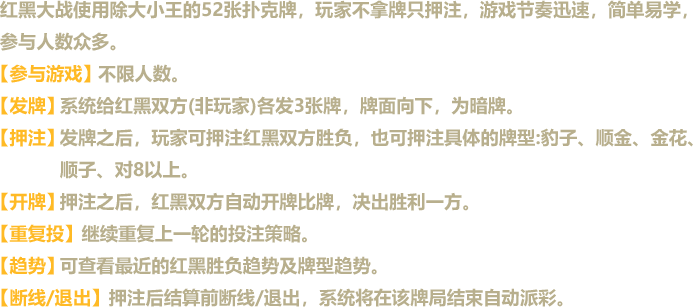 红黑大战使用除大小王的52张扑克牌，玩家不拿牌只押注，游戏节奏迅速，简单易学，
参与人数众多。
【参与游戏】不限人数。
【发牌】系统给红黑双方(非玩家)各发3张牌，牌面向下，为暗牌。
【押注】发牌之后，玩家可押注红黑双方胜负，也可押注具体的牌型:豹子、顺金、金花、
顺子、对8以上。
【开牌】押注之后，红黑双方自动开牌比牌，决出胜利一方。
【重复投】继续重复上一轮的投注策略。
【趋势】可查看最近的红黑胜负趋势及牌型趋势。
【断线/退出】押注后结算前断线/退出，系统将在该牌局结束自动派彩。